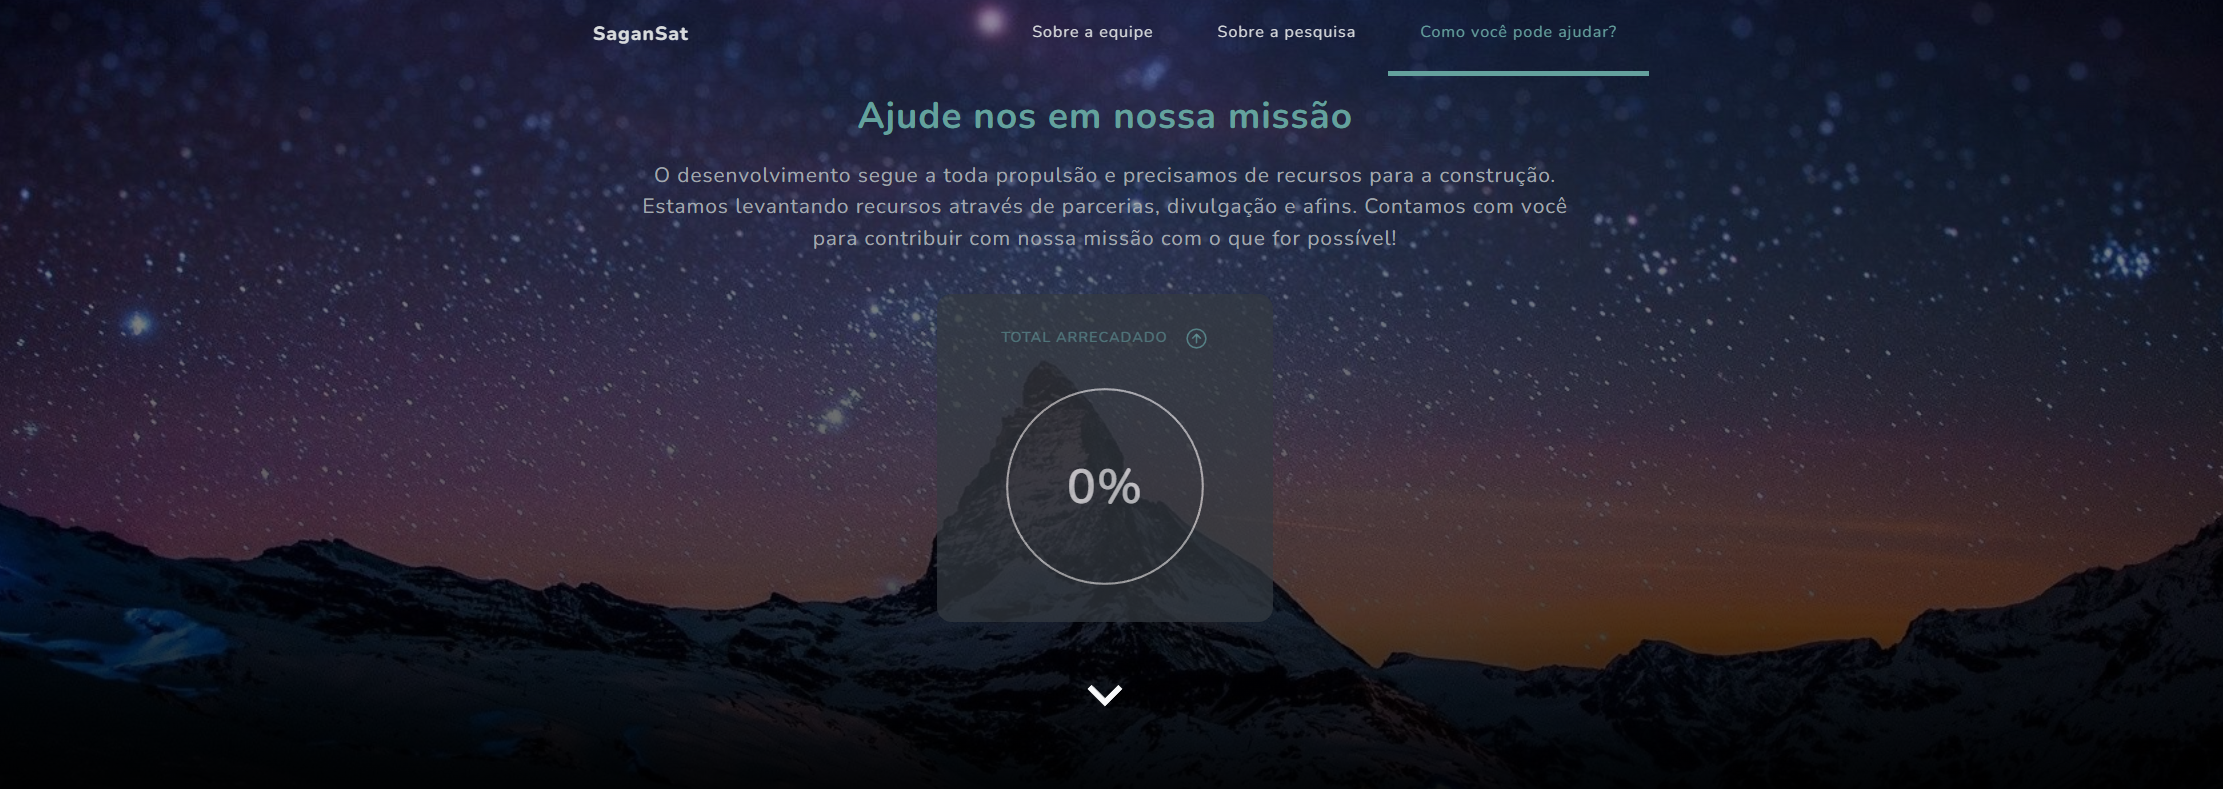 SaganSat
Sobre a equipe
Sobre a pesquisa
Como você pode ajudar?
Ajude nos em nossa missão
O desenvolvimento segue a toda propulsão e precisamos de recursos para a construção.
Estamos levantando recursos através de parcerias, divulgação e afins. Contamos com você
para contribuir com nossa missão com o que for possível!
TOTAL ARRECADADO
0%